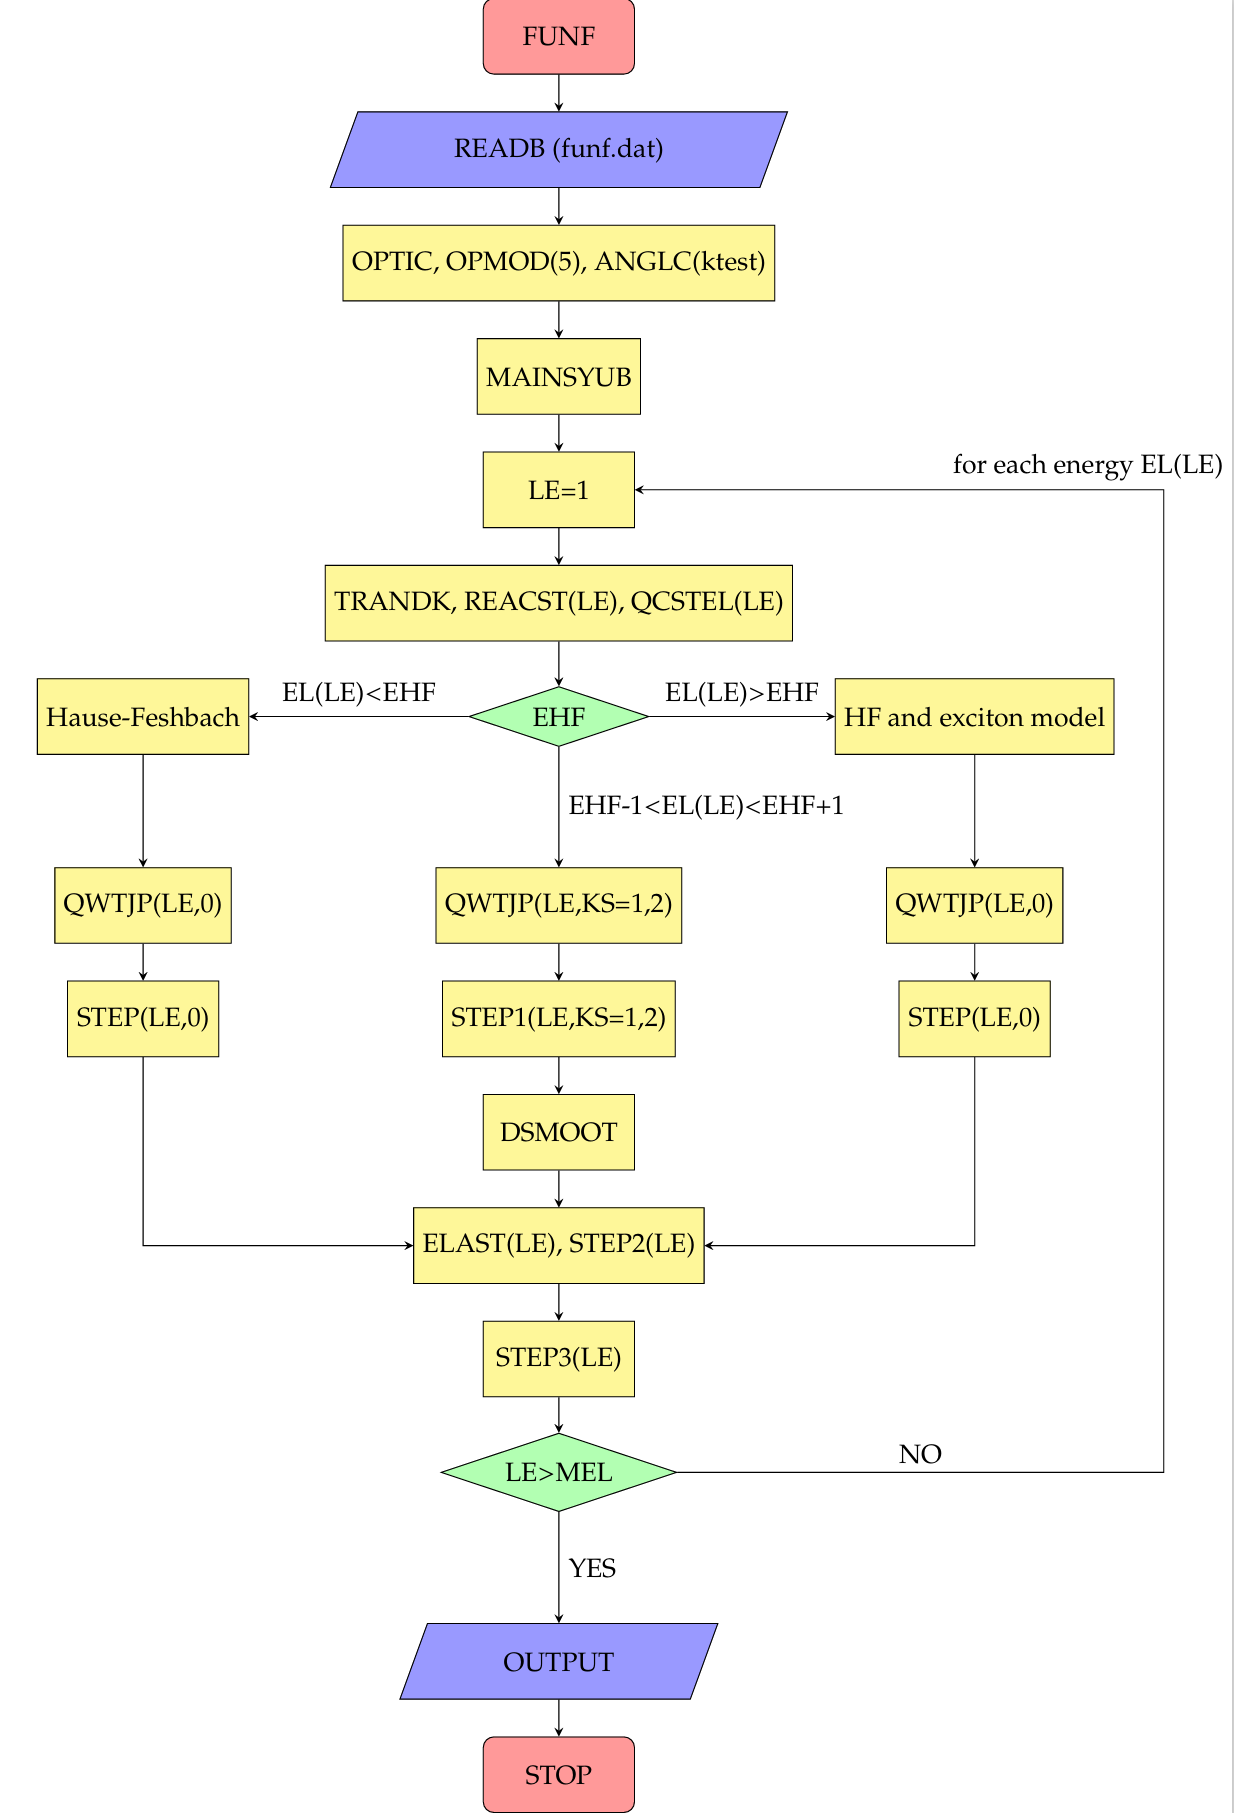 FUNF
READB (funf.dat)
OPTIC, OPMOD(5), ANGLC(ktest)
MAINSYUB
for each energy EL(LE)
LE=1
TRANDK, REACST(LE), QCSTEL(LE)
EL(LE)<EHF
EL(LE)>EHF
Hause-Feshbach
EHF
HF and exciton model
EHF-1<EL(LE)<EHF+1
QWTJP(LE,0)
QWTJP(LE,KS=1,2)
QWTJP(LE,0)
STEP(LE,0)
STEP1(LE,KS=1,2)
STEP(LE,0)
DSMOOT
ELAST(LE), STEP2(LE)
STEP3(LE)
LE>MEL
NO
YES
OUTPUT
STOP